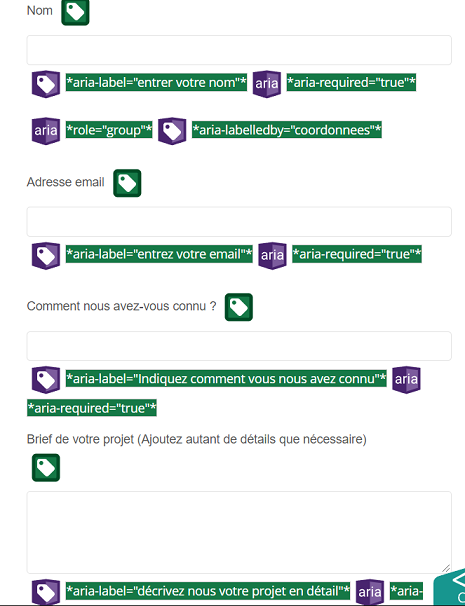 Nom
*aria-label="entrer votre nom"* aria *aria-required="true"*
aria *role="group"* *aria-labelledby="coordonnees"*
Adresse email
*aria-label="entrez votre email"* aria *aria-required="true"*
Comment nous avez-vous connu ?
*aria-label="Indiquez comment vous nous avez connu"* aria
*aria-required="true"*
Brief de votre projet (Ajoutez autant de détails que nécessaire)
*aria-label="décrivez nous votre projet en détail"* aria *aria-